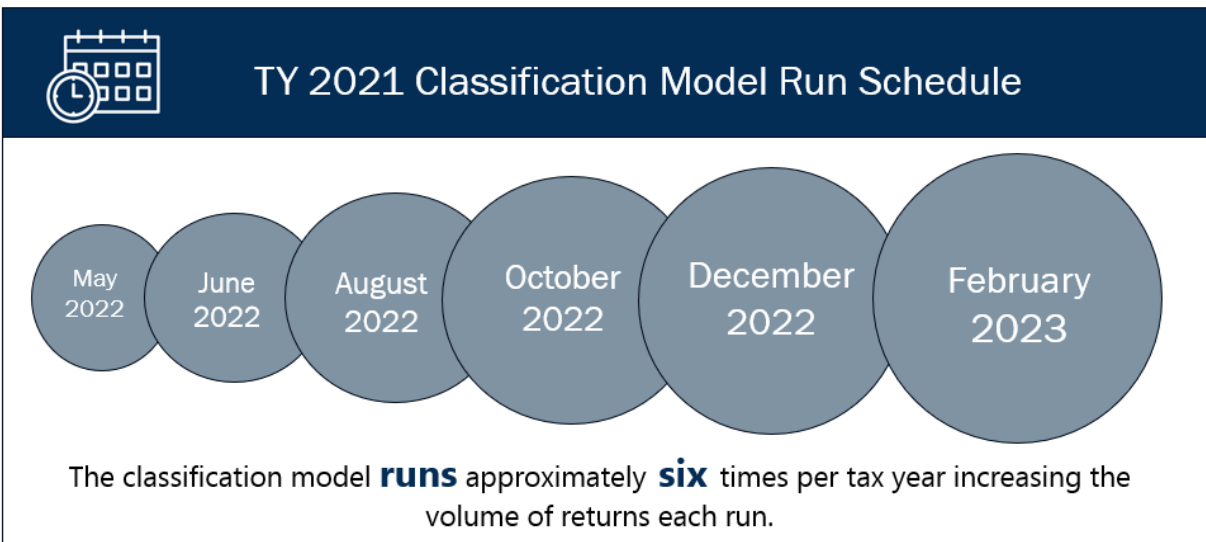 TY 2021 Classification Model Run Schedule
May
2022
June
2022
August
2022
October
2022
December
2022
February
2023
The classification model runs approximately six times per tax year increasing the
volume of returns each run.